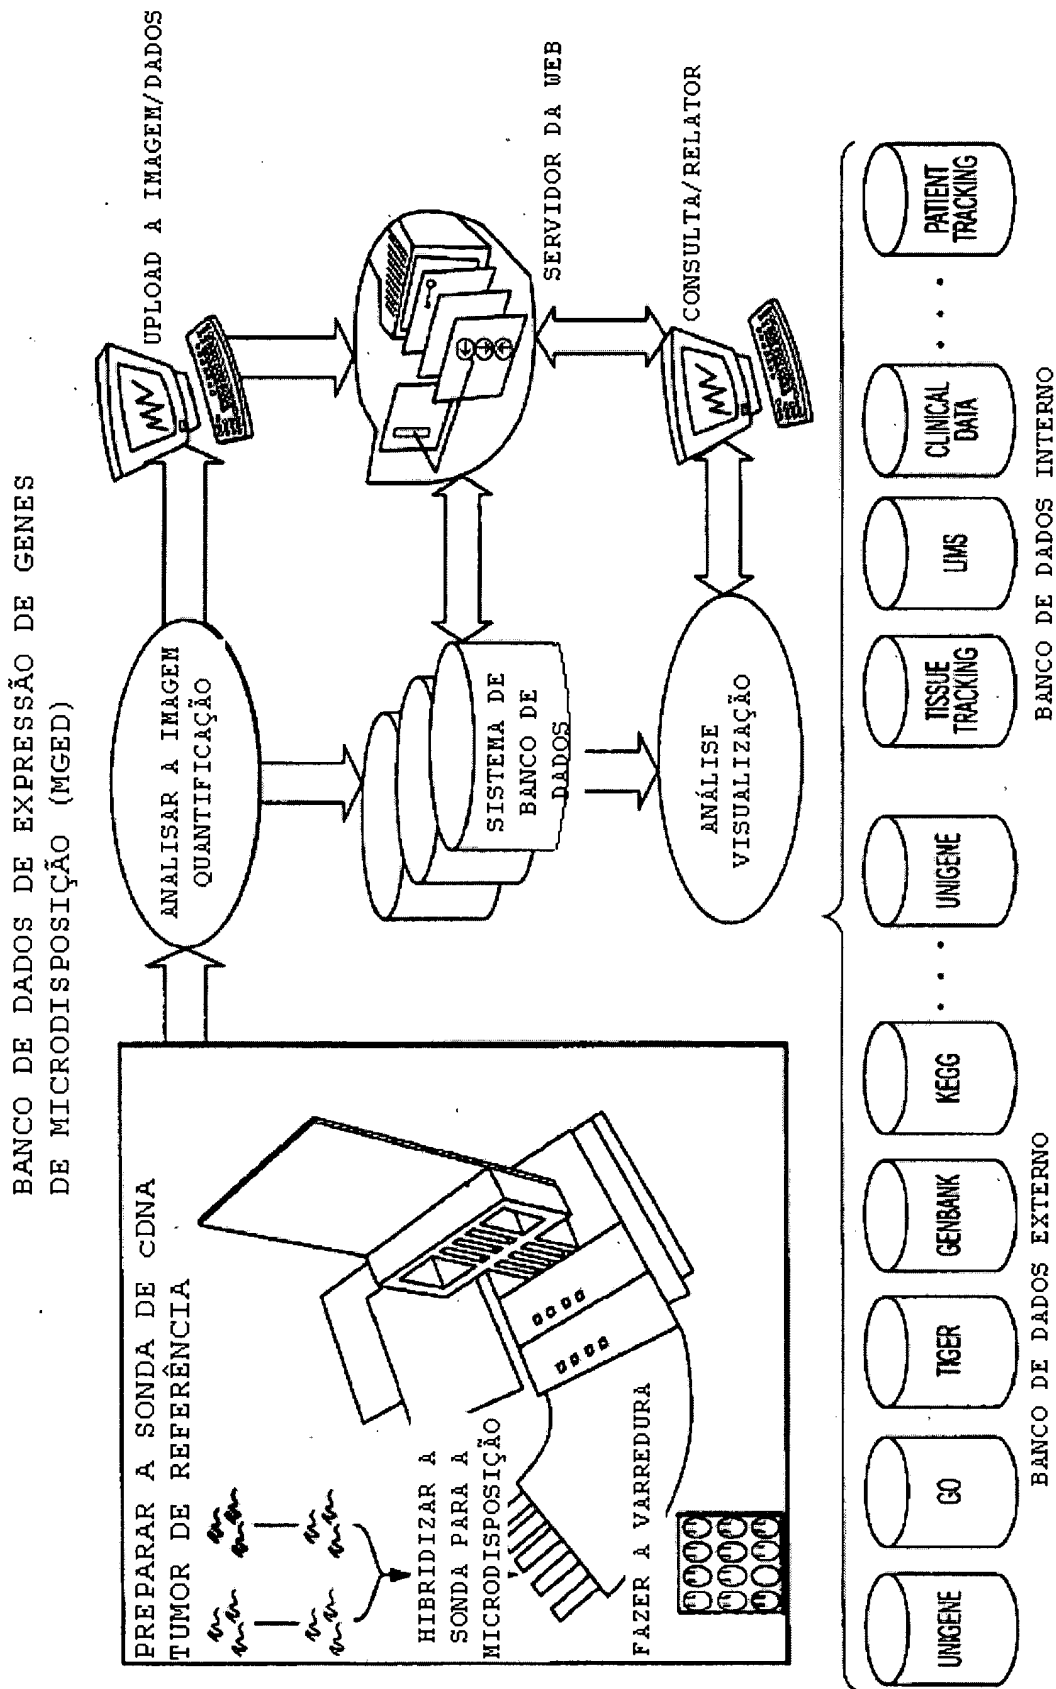 BANCO DE DADOS DE EXPRESSÃO DE GENES
DE MICRODISPOSIÇÃO (MGED)
PREPARAR A SONDA DE CDNA
TUMOR DE REFERÊNCIA
HIBRIDIZAR A
SONDA PARA A
MICRODISPOSIÇÃO
FAZER A VARREDURA
ANALISAR A IMAGEM
QUANTIFICAÇÃO
UPLOAD A IMAGEM/DADOS
SISTEMA DE
BANCO DE
DADOS
SERVIDOR DA WEB
ANÁLISE
VISUALIZAÇÃO
CONSULTA/RELATOR
UNIGENE
GO
TIGER
GENBANK
KEGG
UNIGENE
TISSUE
TRACKING
LIMS
CLINICAL
DATA
PATIENT
TRACKING
BANCO DE DADOS EXTERNO
BANCO DE DADOS INTERNO